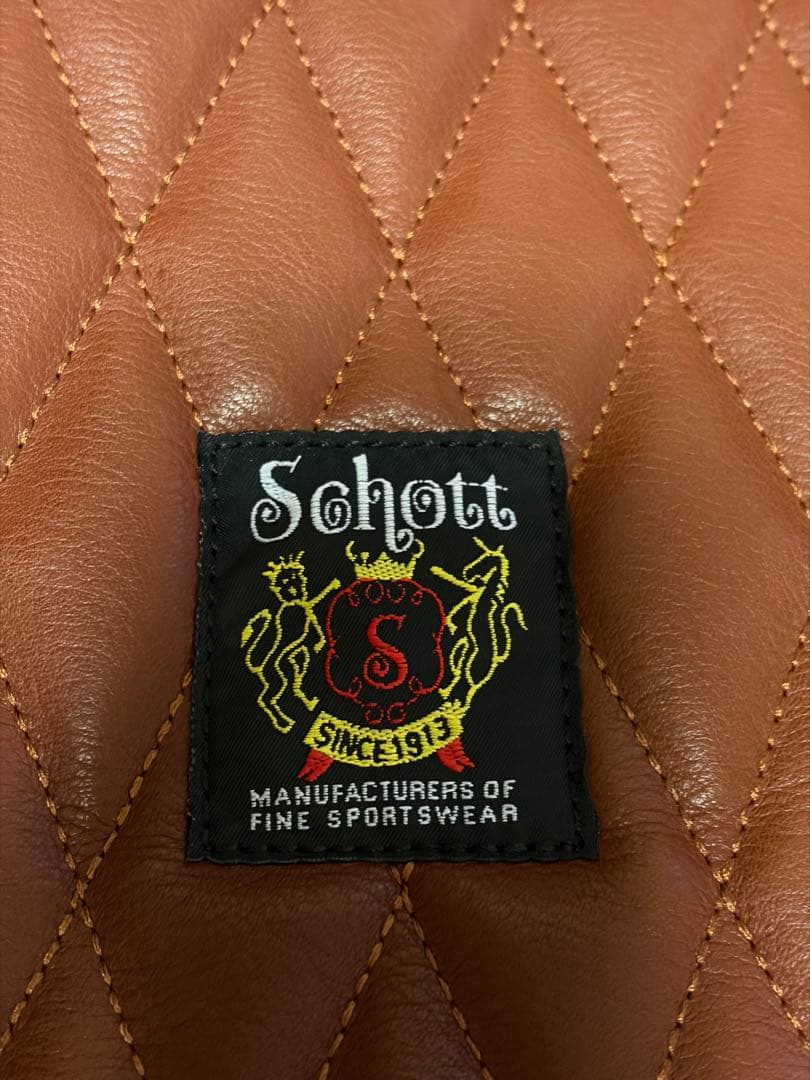 Schott
S
SINCE 1913
MANUFACTURERS OF
FINE SPORTSWEAR